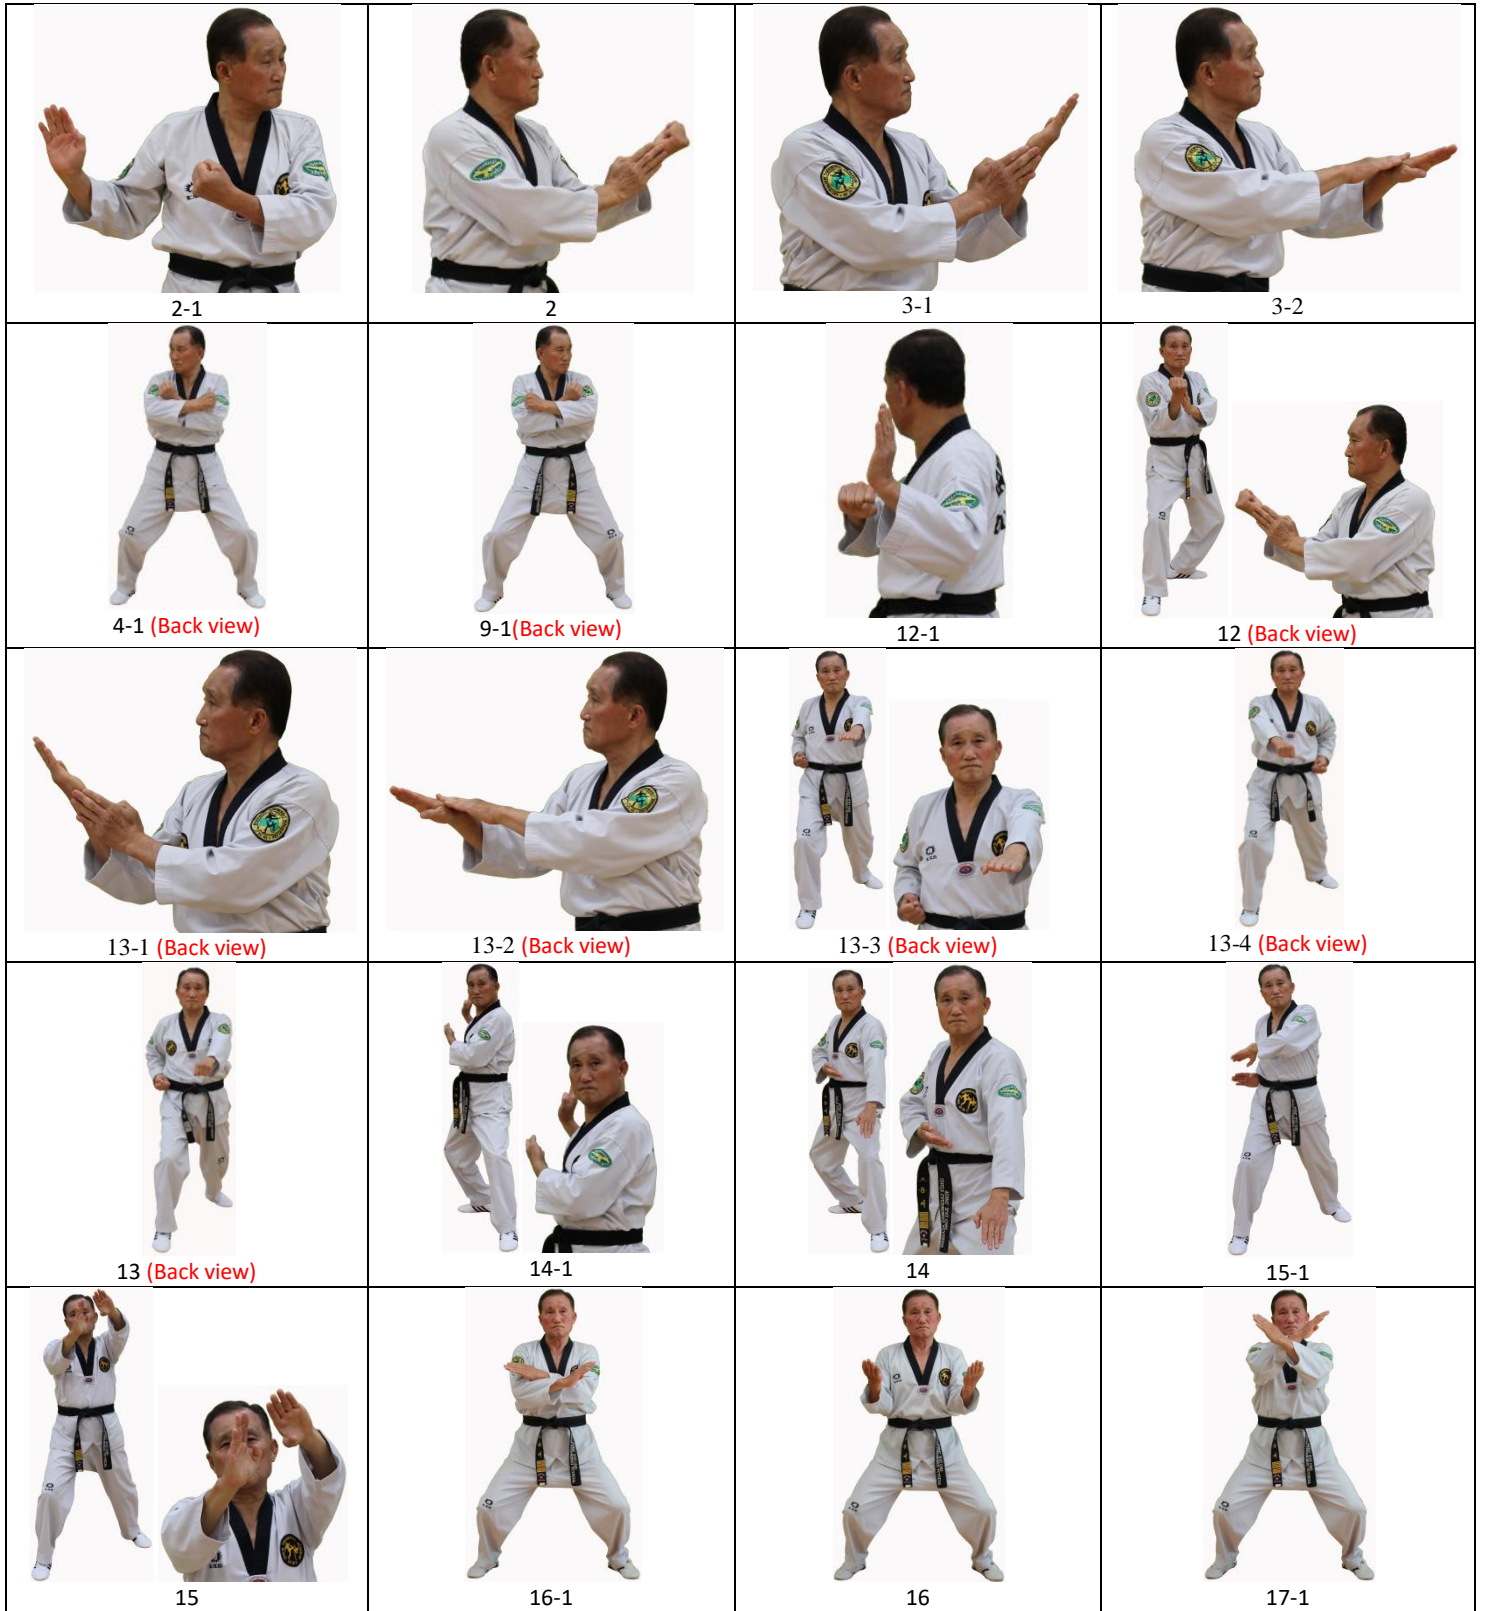 2-1
2
3-1
3-2
4-1 (Back view)
9-1(Back view)
12-1
12 (Back view)
13-1 (Back view)
13-2 (Back view)
13-3 (Back view)
13-4 (Back view)
13 (Back view)
14-1
14
15-1
15
16-1
16
17-1